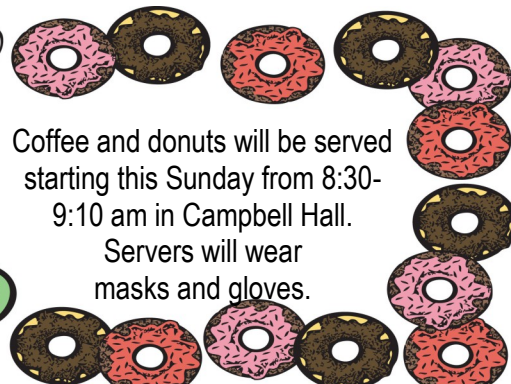 Coffee and donuts will be served
starting this Sunday from 8:30-
9:10 am in Campbell Hall.
Servers will wear
masks and gloves.